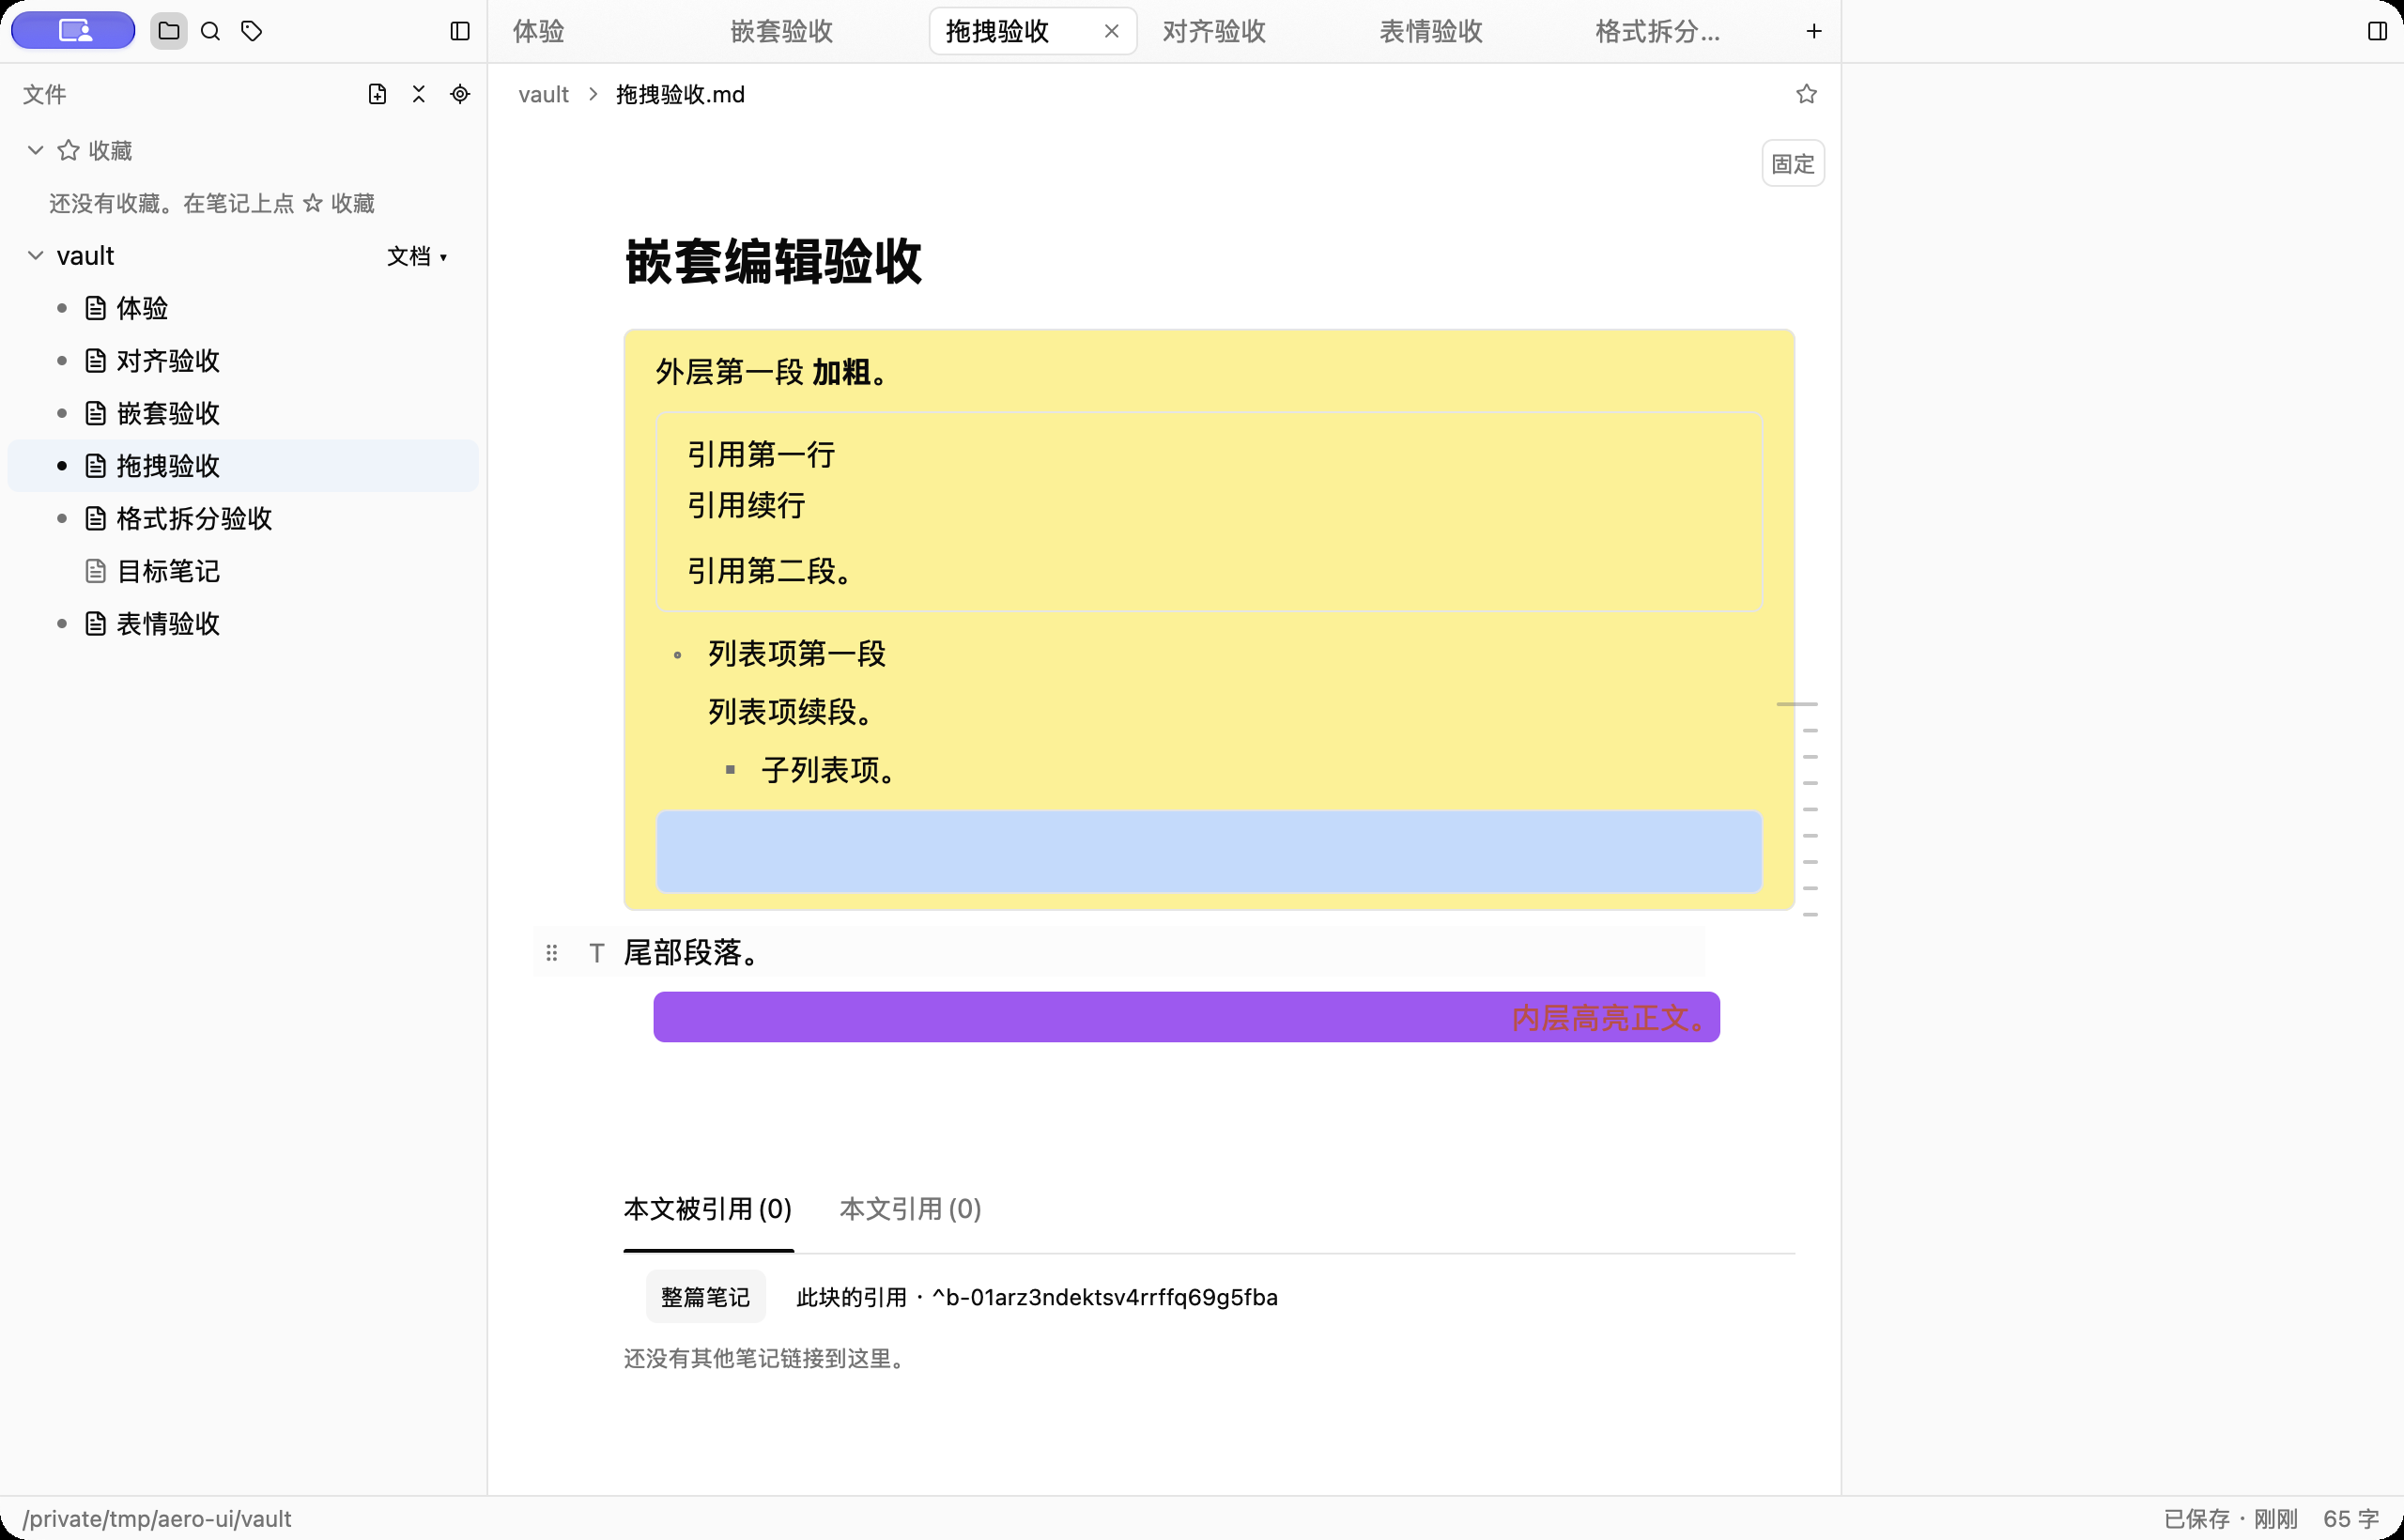 体验
嵌套验收
拖拽验收
对齐验收
表情验收
格式拆分...
文件
收藏
还没有收藏。在笔记上点 ☆ 收藏
vault
文档
体验
对齐验收
嵌套验收
拖拽验收
格式拆分验收
目标笔记
表情验收
vault > 拖拽验收.md
固定
嵌套编辑验收
外层第一段 加粗。
引用第一行
引用续行
引用第二段。
列表项第一段
列表项续段。
子列表项。
T 尾部段落。
内层高亮正文。
本文被引用 (0)
本文引用 (0)
整篇笔记
此块的引用 · ^b-01arz3ndektsv4rrffq69g5fba
还没有其他笔记链接到这里。
/private/tmp/aero-ui/vault
已保存 · 刚刚
65 字